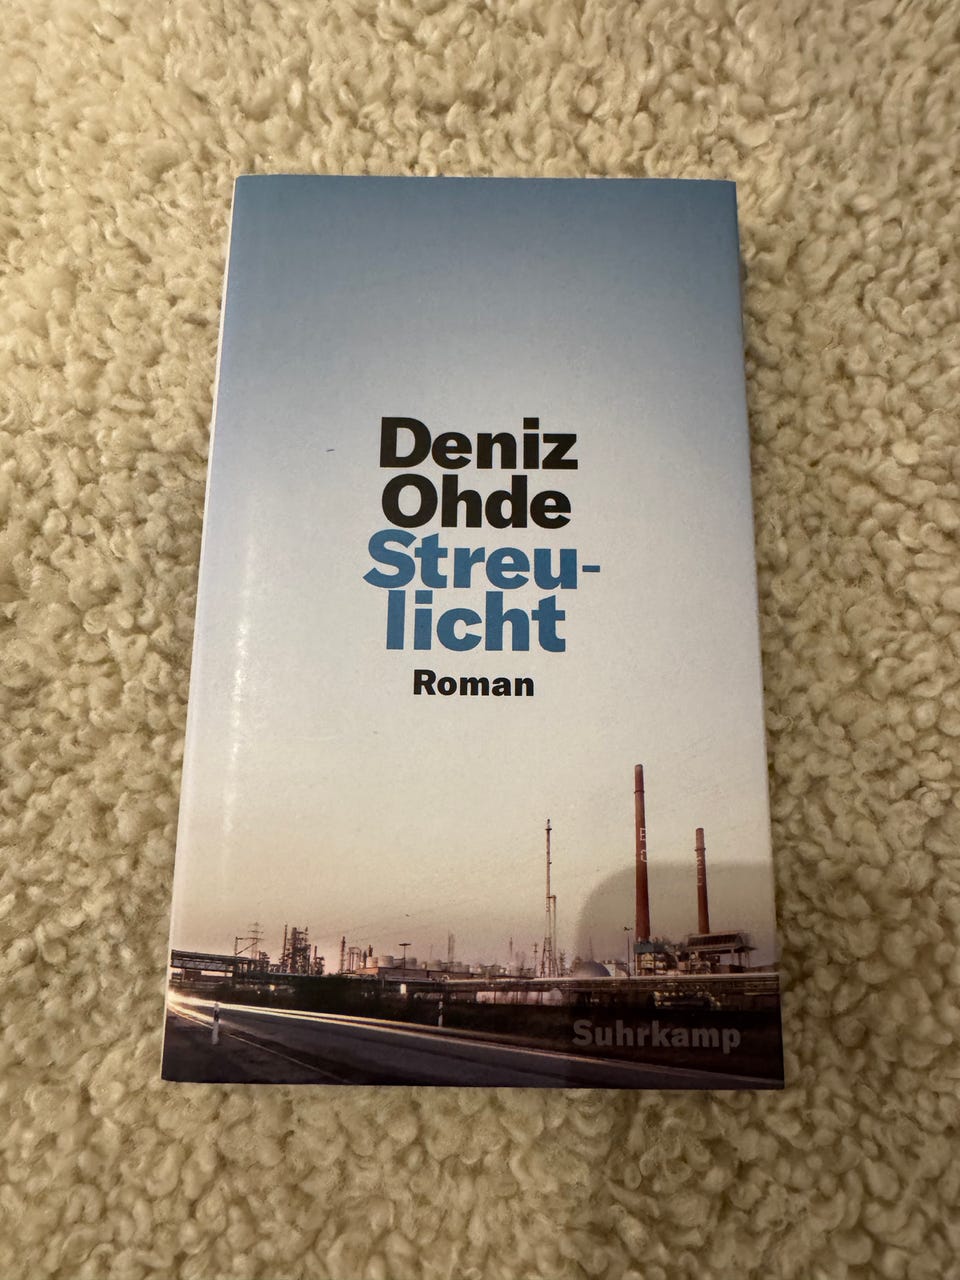 Deniz
Ohde
Streu-
licht
Roman
Suhrkamp